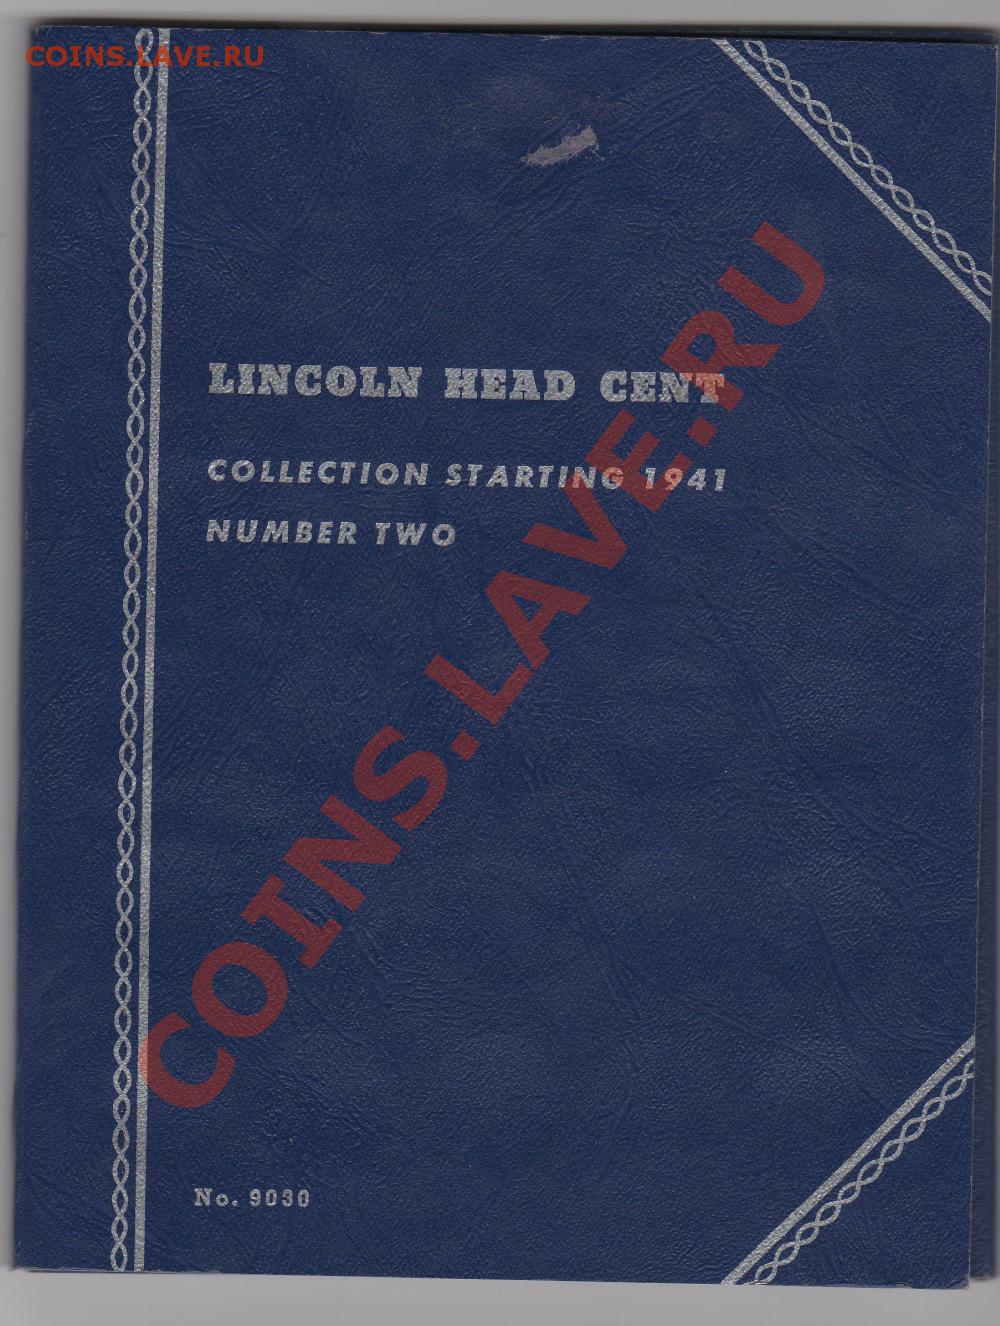 COINS.LAVE.RU
LINCOLN HEAD CENT
COLLECTION STARTING 1941
NUMBER TWO
COINS.LAVE.RU
No. 9030